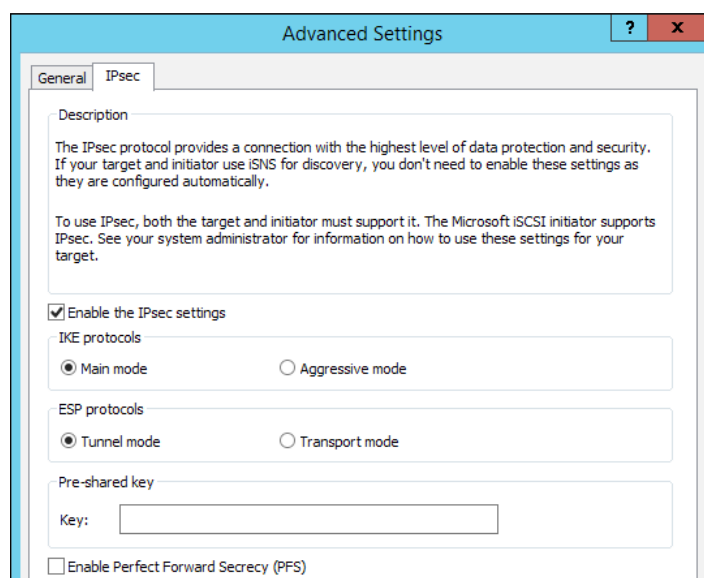 Advanced Settings
?
x
General
IPsec
Description
The IPsec protocol provides a connection with the highest level of data protection and security.
If your target and initiator use iSNS for discovery, you don't need to enable these settings as
they are configured automatically.
To use IPsec, both the target and initiator must support it. The Microsoft iSCSI initiator supports
IPsec. See your system administrator for information on how to use these settings for your
target.
Enable the IPsec settings
IKE protocols
Main mode
Aggressive mode
ESP protocols
Tunnel mode
Transport mode
Pre-shared key
Key:
Enable Perfect Forward Secrecy (PFS)